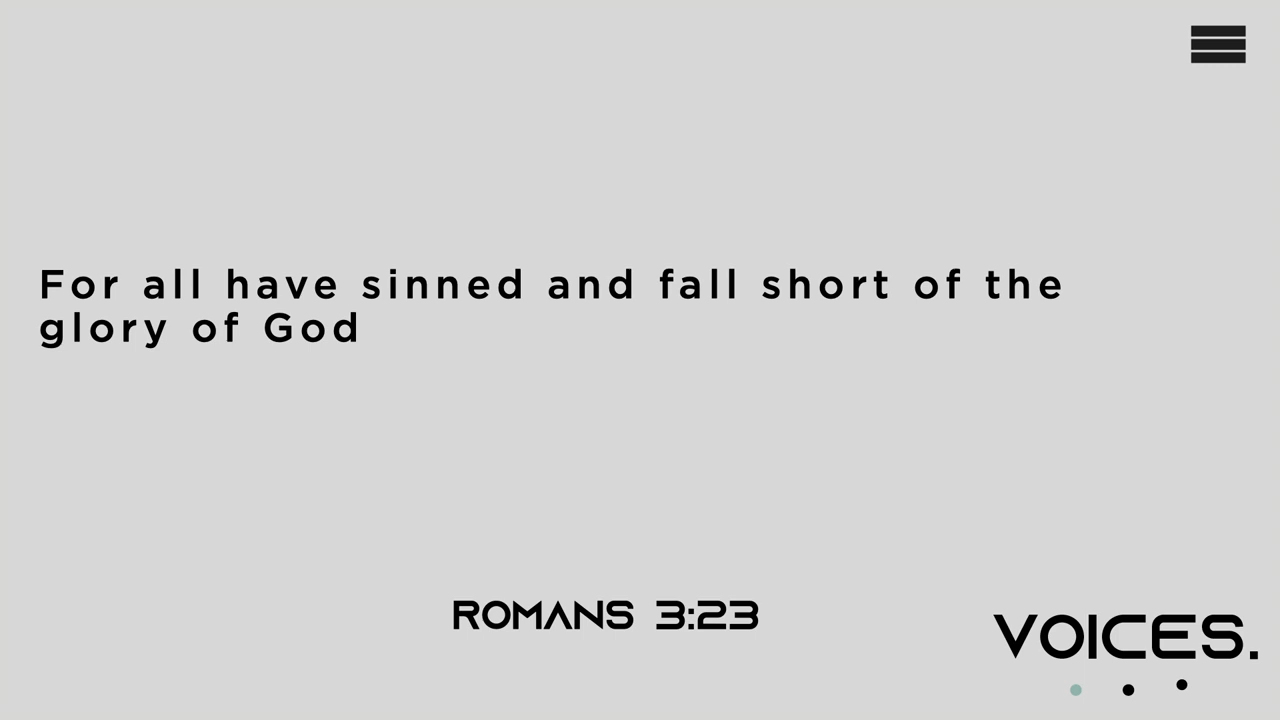 For all have sinned and fall short of the
glory of God
ROMANS 3:23
VOICES.